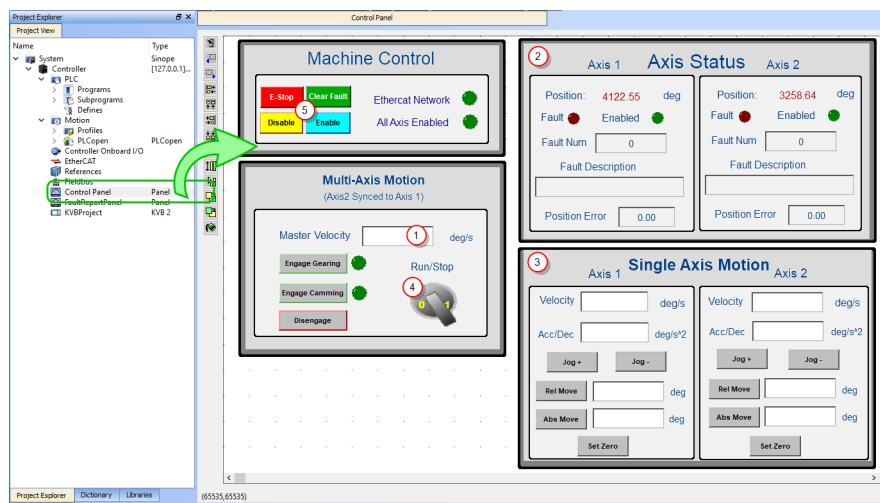 Project Explorer
Project View
Name Type
System Sinope
Controller [127.0.0.1]...
PLC
Programs
Subprograms
Defines
Motion
Profiles
PLCopen PLCopen
Controller Onboard I/O
EtherCAT
References
Fieldbus
Control Panel Panel
FaultReportPanel Panel
KVBProject KVB 2
Project Explorer Dictionary Libraries
Control Panel
Machine Control
E-Stop Clear Fault
Ethercat Network
5
Disable Enable
All Axis Enabled
Multi-Axis Motion
(Axis2 Synced to Axis 1)
Master Velocity 1 deg/s
Engage Gearing
Run/Stop
Engage Camming
4
0 1
Disengage
2
Axis 1 Axis Status Axis 2
Position: 4122.55 deg
Fault Enabled
Fault Num 0
Fault Description
Position Error 0.00
Position: 3258.64 deg
Fault Enabled
Fault Num 0
Fault Description
Position Error 0.00
3
Axis 1 Single Axis Motion Axis 2
Velocity deg/s
Acc/Dec deg/s^2
Jog + Jog -
Rel Move deg
Abs Move deg
Set Zero
Velocity deg/s
Acc/Dec deg/s^2
Jog + Jog -
Rel Move deg
Abs Move deg
Set Zero
(65535,65535)